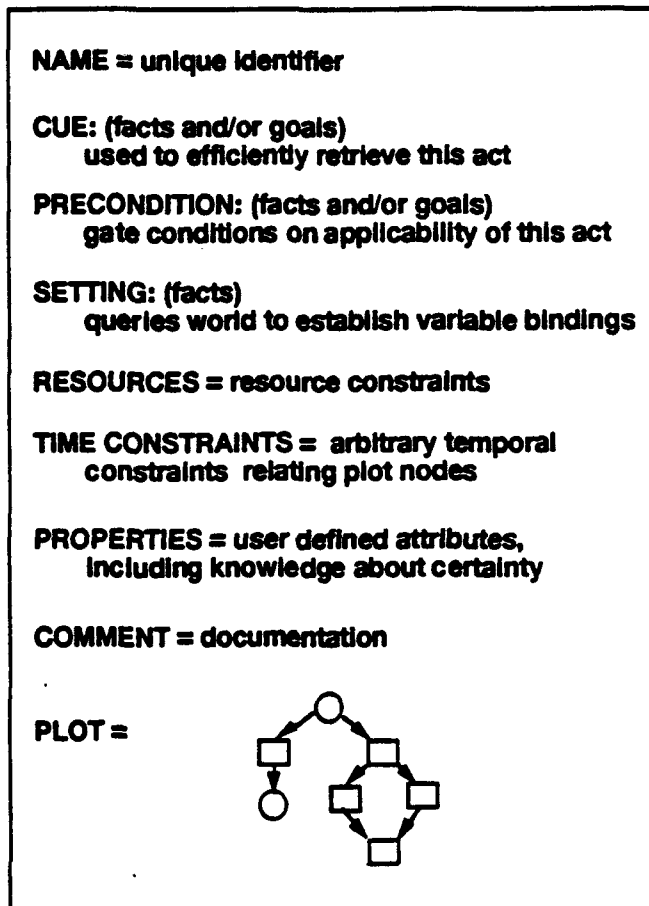 NAME = unique identifier
CUE: (facts and/or goals)
used to efficiently retrieve this act
PRECONDITION: (facts and/or goals)
gate conditions on applicability of this act
SETTING: (facts)
queries world to establish variable bindings
RESOURCES = resource constraints
TIME CONSTRAINTS = arbitrary temporal
constraints relating plot nodes
PROPERTIES = user defined attributes,
including knowledge about certainty
COMMENT = documentation
PLOT =